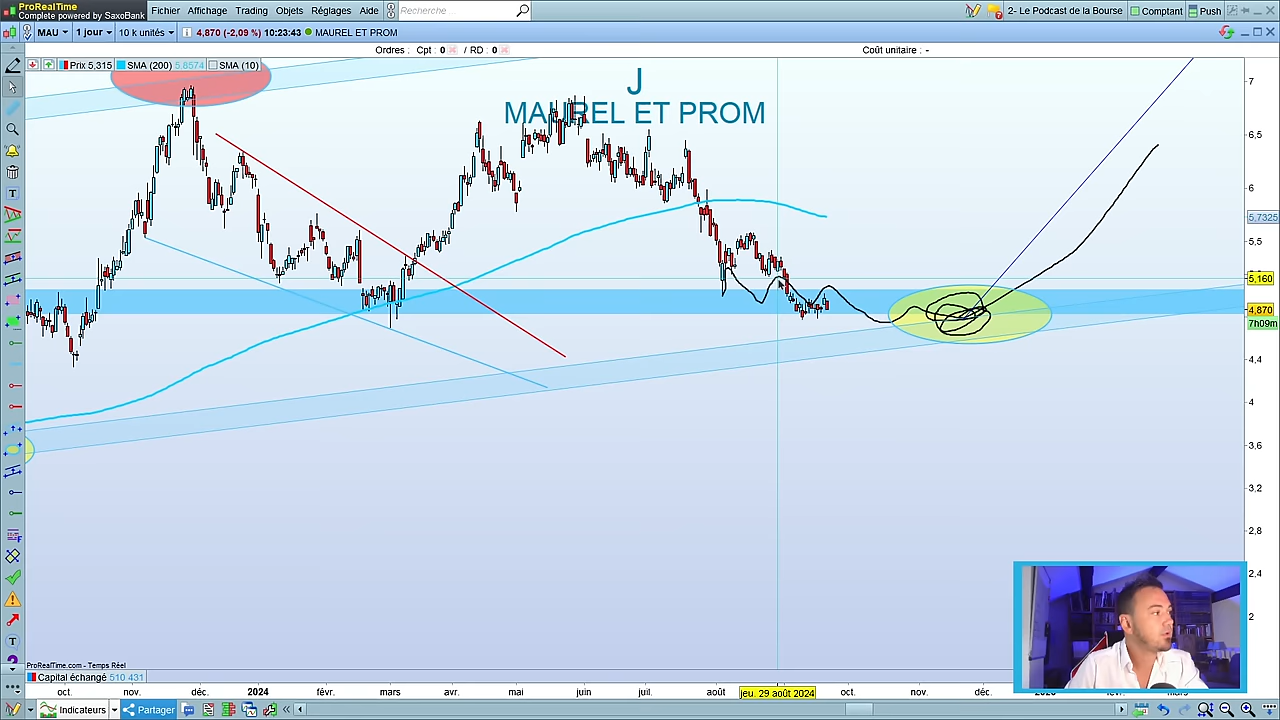 ProRealTime
Complete powered by SaxoBank
Fichier Affichage Trading Objets Réglages Aide Recherche 2- Le Podcast de la Bourse Comptant Push
MAU 1 jour 10 k unités 4,870 (-2,09 %) 10:23:43 MAUREL ET PROM
Ordres : Cpt : 0 / RD : 0 Coût unitaire : -
Prix 5,315 SMA (200) 5,8574 SMA (10)
J
MAUREL ET PROM
7
6,5
6
5,7325
5,5
5,160
4,870
7h09m
4,4
4
3,6
3,2
2,8
2,4
2
ProRealTime.com - Temps Réel
Capital échangé 510 431
oct. nov. déc. 2024 févr. mars avr. mai juin juil. août jeu. 29 août 2024 oct. nov. déc.
Indicateurs Partager